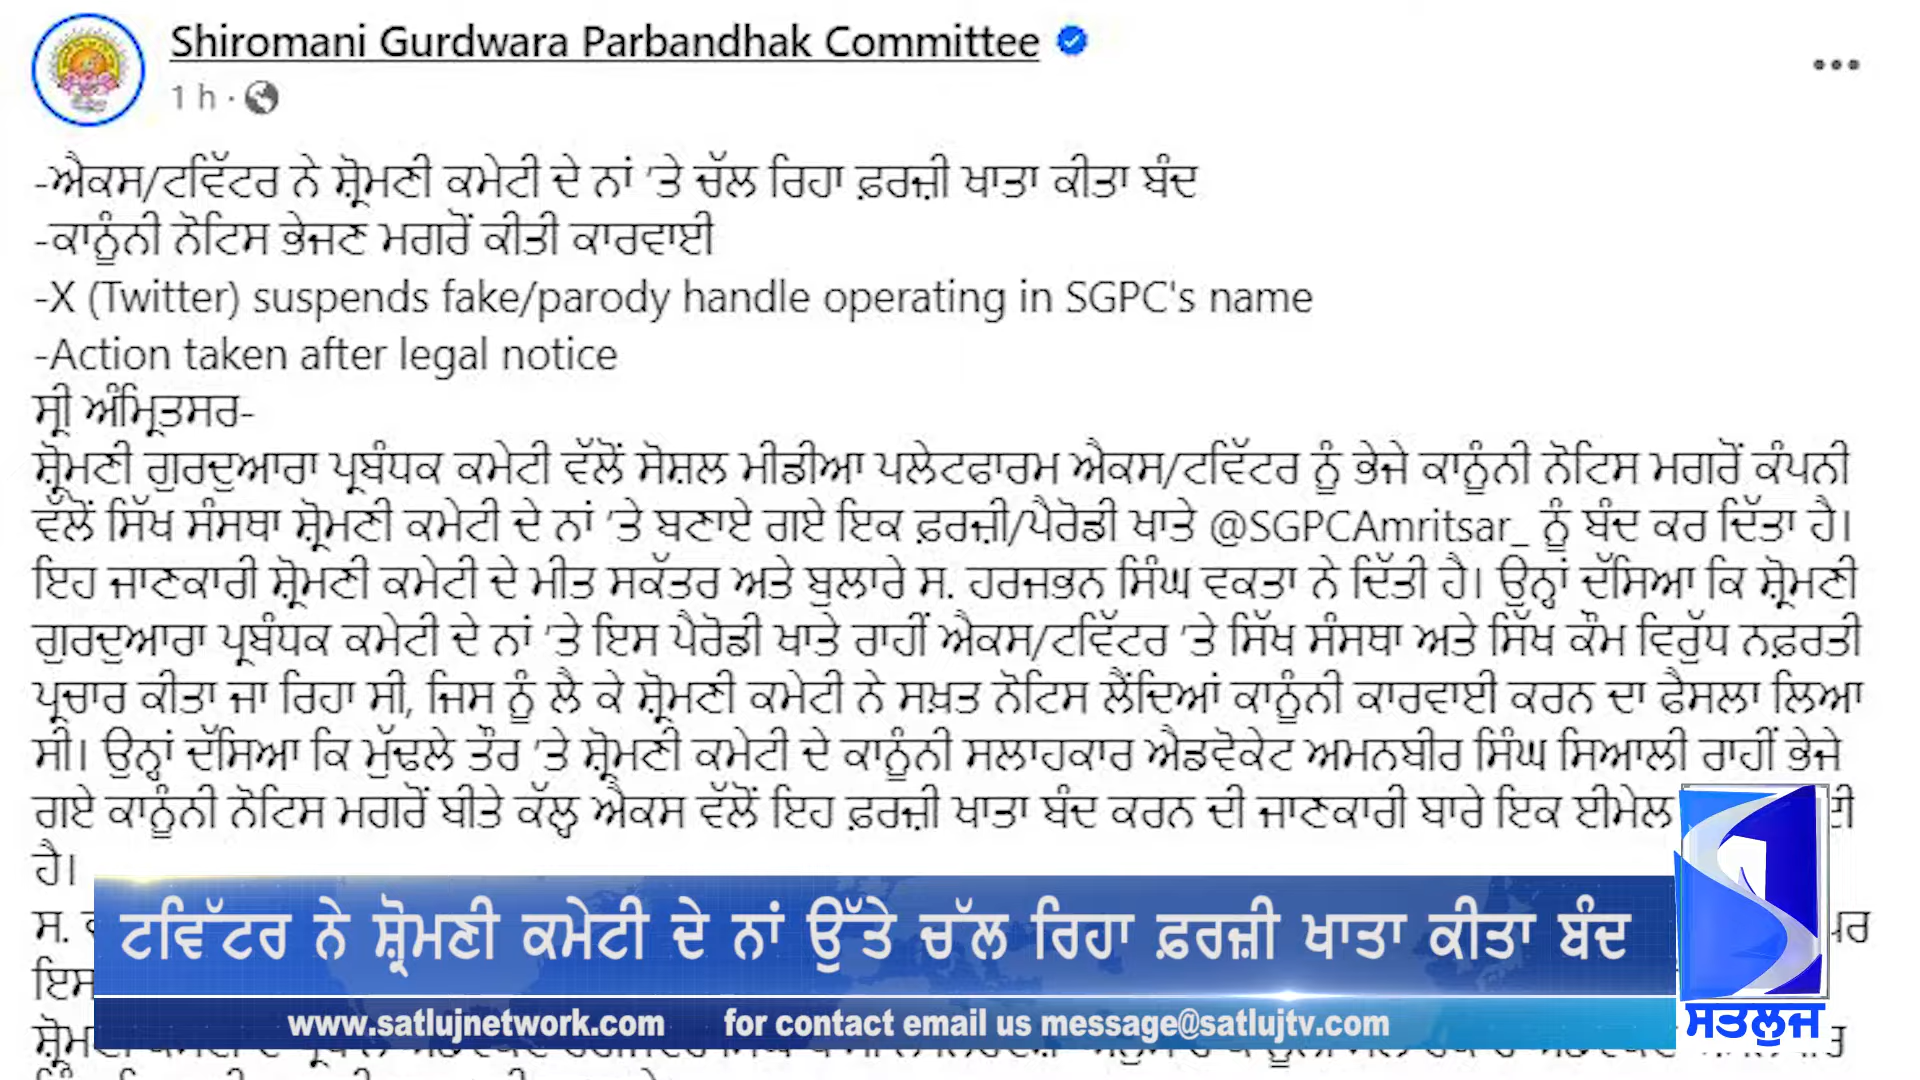 Shiromani Gurdwara Parbandhak Committee
1 h ·
-ਐਕਸ/ਟਵਿੱਟਰ ਨੇ ਸ਼੍ਰੋਮਣੀ ਕਮੇਟੀ ਦੇ ਨਾਂ ’ਤੇ ਚੱਲ ਰਿਹਾ ਫ਼ਰਜ਼ੀ ਖਾਤਾ ਕੀਤਾ ਬੰਦ
-ਕਾਨੂੰਨੀ ਨੋਟਿਸ ਭੇਜਣ ਮਗਰੋਂ ਕੀਤੀ ਕਾਰਵਾਈ
-X (Twitter) suspends fake/parody handle operating in SGPC's name
-Action taken after legal notice
ਸ੍ਰੀ ਅੰਮ੍ਰਿਤਸਰ-
ਸ਼੍ਰੋਮਣੀ ਗੁਰਦੁਆਰਾ ਪ੍ਰਬੰਧਕ ਕਮੇਟੀ ਵੱਲੋਂ ਸੋਸ਼ਲ ਮੀਡੀਆ ਪਲੇਟਫਾਰਮ ਐਕਸ/ਟਵਿੱਟਰ ਨੂੰ ਭੇਜੇ ਕਾਨੂੰਨੀ ਨੋਟਿਸ ਮਗਰੋਂ ਕੰਪਨੀ
ਵੱਲੋਂ ਸਿੱਖ ਸੰਸਥਾ ਸ਼੍ਰੋਮਣੀ ਕਮੇਟੀ ਦੇ ਨਾਂ ’ਤੇ ਬਣਾਏ ਗਏ ਇਕ ਫ਼ਰਜ਼ੀ/ਪੈਰੋਡੀ ਖਾਤੇ @SGPCAmritsar_ ਨੂੰ ਬੰਦ ਕਰ ਦਿੱਤਾ ਹੈ।
ਇਹ ਜਾਣਕਾਰੀ ਸ਼੍ਰੋਮਣੀ ਕਮੇਟੀ ਦੇ ਮੀਤ ਸਕੱਤਰ ਅਤੇ ਬੁਲਾਰੇ ਸ. ਹਰਜਭਨ ਸਿੰਘ ਵਕਤਾ ਨੇ ਦਿੱਤੀ ਹੈ। ਉਨ੍ਹਾਂ ਦੱਸਿਆ ਕਿ ਸ਼੍ਰੋਮਣੀ
ਗੁਰਦੁਆਰਾ ਪ੍ਰਬੰਧਕ ਕਮੇਟੀ ਦੇ ਨਾਂ ’ਤੇ ਇਸ ਪੈਰੋਡੀ ਖਾਤੇ ਰਾਹੀਂ ਐਕਸ/ਟਵਿੱਟਰ ’ਤੇ ਸਿੱਖ ਸੰਸਥਾ ਅਤੇ ਸਿੱਖ ਕੌਮ ਵਿਰੁੱਧ ਨਫ਼ਰਤੀ
ਪ੍ਰਚਾਰ ਕੀਤਾ ਜਾ ਰਿਹਾ ਸੀ, ਜਿਸ ਨੂੰ ਲੈ ਕੇ ਸ਼੍ਰੋਮਣੀ ਕਮੇਟੀ ਨੇ ਸਖ਼ਤ ਨੋਟਿਸ ਲੈਂਦਿਆਂ ਕਾਨੂੰਨੀ ਕਾਰਵਾਈ ਕਰਨ ਦਾ ਫੈਸਲਾ ਲਿਆ
ਸੀ। ਉਨ੍ਹਾਂ ਦੱਸਿਆ ਕਿ ਮੁੱਢਲੇ ਤੌਰ ’ਤੇ ਸ਼੍ਰੋਮਣੀ ਕਮੇਟੀ ਦੇ ਕਾਨੂੰਨੀ ਸਲਾਹਕਾਰ ਐਡਵੋਕੇਟ ਅਮਨਬੀਰ ਸਿੰਘ ਸਿਆਲੀ ਰਾਹੀਂ ਭੇਜੇ
ਗਏ ਕਾਨੂੰਨੀ ਨੋਟਿਸ ਮਗਰੋਂ ਬੀਤੇ ਕੱਲ੍ਹ ਐਕਸ ਵੱਲੋਂ ਇਹ ਫ਼ਰਜ਼ੀ ਖਾਤਾ ਬੰਦ ਕਰਨ ਦੀ ਜਾਣਕਾਰੀ ਬਾਰੇ ਇਕ ਈਮੇਲ
ਹੈ।
ਸ.
ਇਸ
ਟਵਿੱਟਰ ਨੇ ਸ਼੍ਰੋਮਣੀ ਕਮੇਟੀ ਦੇ ਨਾਂ ਉੱਤੇ ਚੱਲ ਰਿਹਾ ਫ਼ਰਜ਼ੀ ਖਾਤਾ ਕੀਤਾ ਬੰਦ
www.satlujnetwork.com for contact email us message@satlujtv.com
ਸਤਲੁਜ